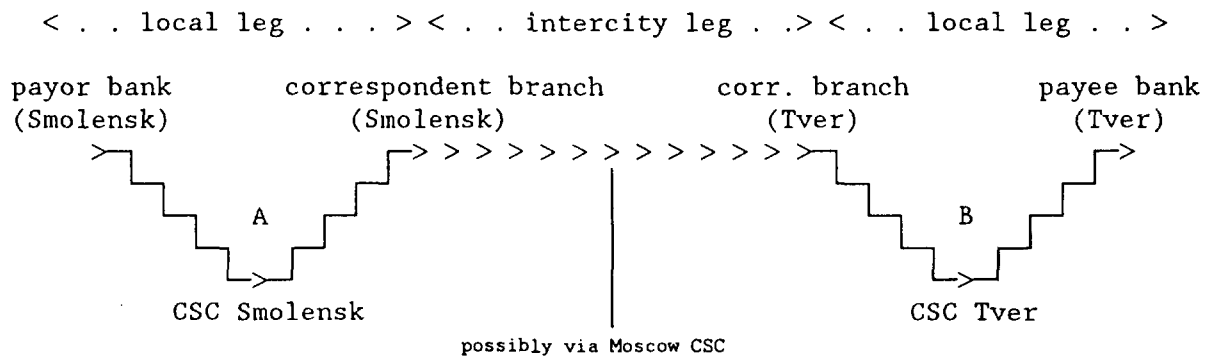 < . . local leg . . . > < . . intercity leg . .> < . . local leg . . >
payor bank correspondent branch corr. branch payee bank
(Smolensk) (Smolensk) (Tver) (Tver)
> > > > > > > > > > > > > > > >
A B
> >
CSC Smolensk CSC Tver
possibly via Moscow CSC